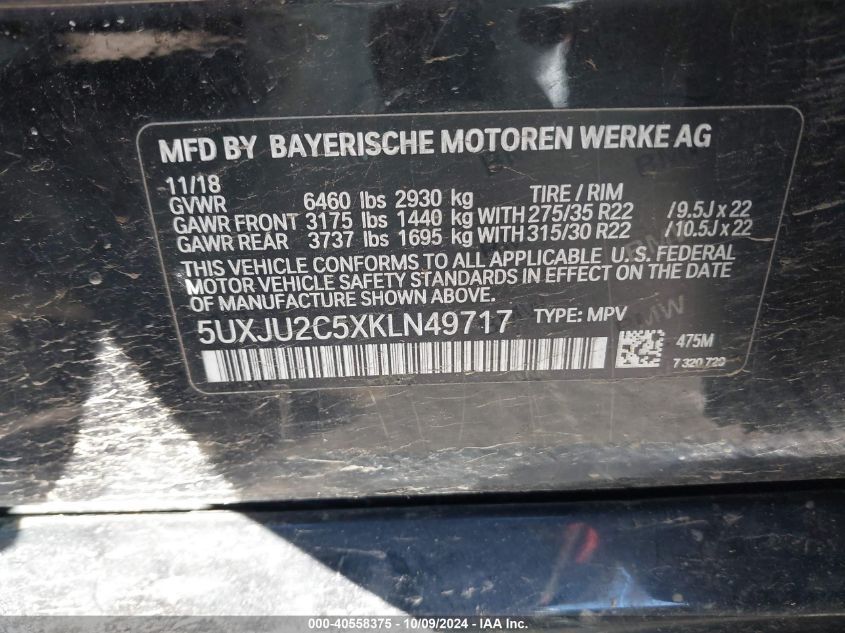 MFD BY BAYERISCHE MOTOREN WERKE AG
11/18
GVWR 6460 lbs 2930 kg TIRE / RIM
GAWR FRONT 3175 lbs 1440 kg WITH 275/35 R22 / 9.5J x 22
GAWR REAR 3737 lbs 1695 kg WITH 315/30 R22 / 10.5J x 22
THIS VEHICLE CONFORMS TO ALL APPLICABLE U.S. FEDERAL
MOTOR VEHICLE SAFETY STANDARDS IN EFFECT ON THE DATE
OF MANUFACTURE SHOWN ABOVE.
5UXJU2C5XKLN49717 TYPE: MPV
475M
7 320 729
000-40558375 - 10/09/2024 - IAAI.com